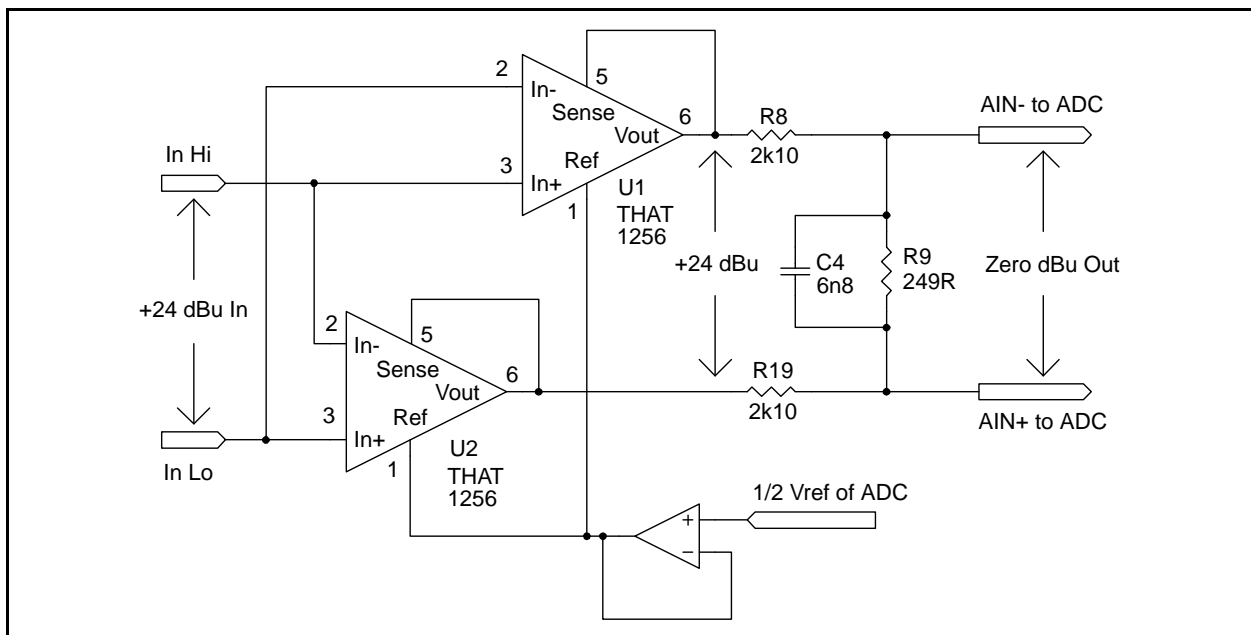 2
In-
5
Sense
Vout
6
Ref
3
In+
1
U1
THAT
1256
R8
2k10
AIN- to ADC
In Hi
+24 dBu In
In Lo
+24 dBu
C4
6n8
R9
249R
Zero dBu Out
2
In-
5
Sense
Vout
6
Ref
3
In+
1
U2
THAT
1256
R19
2k10
AIN+ to ADC
1/2 Vref of ADC
+
−